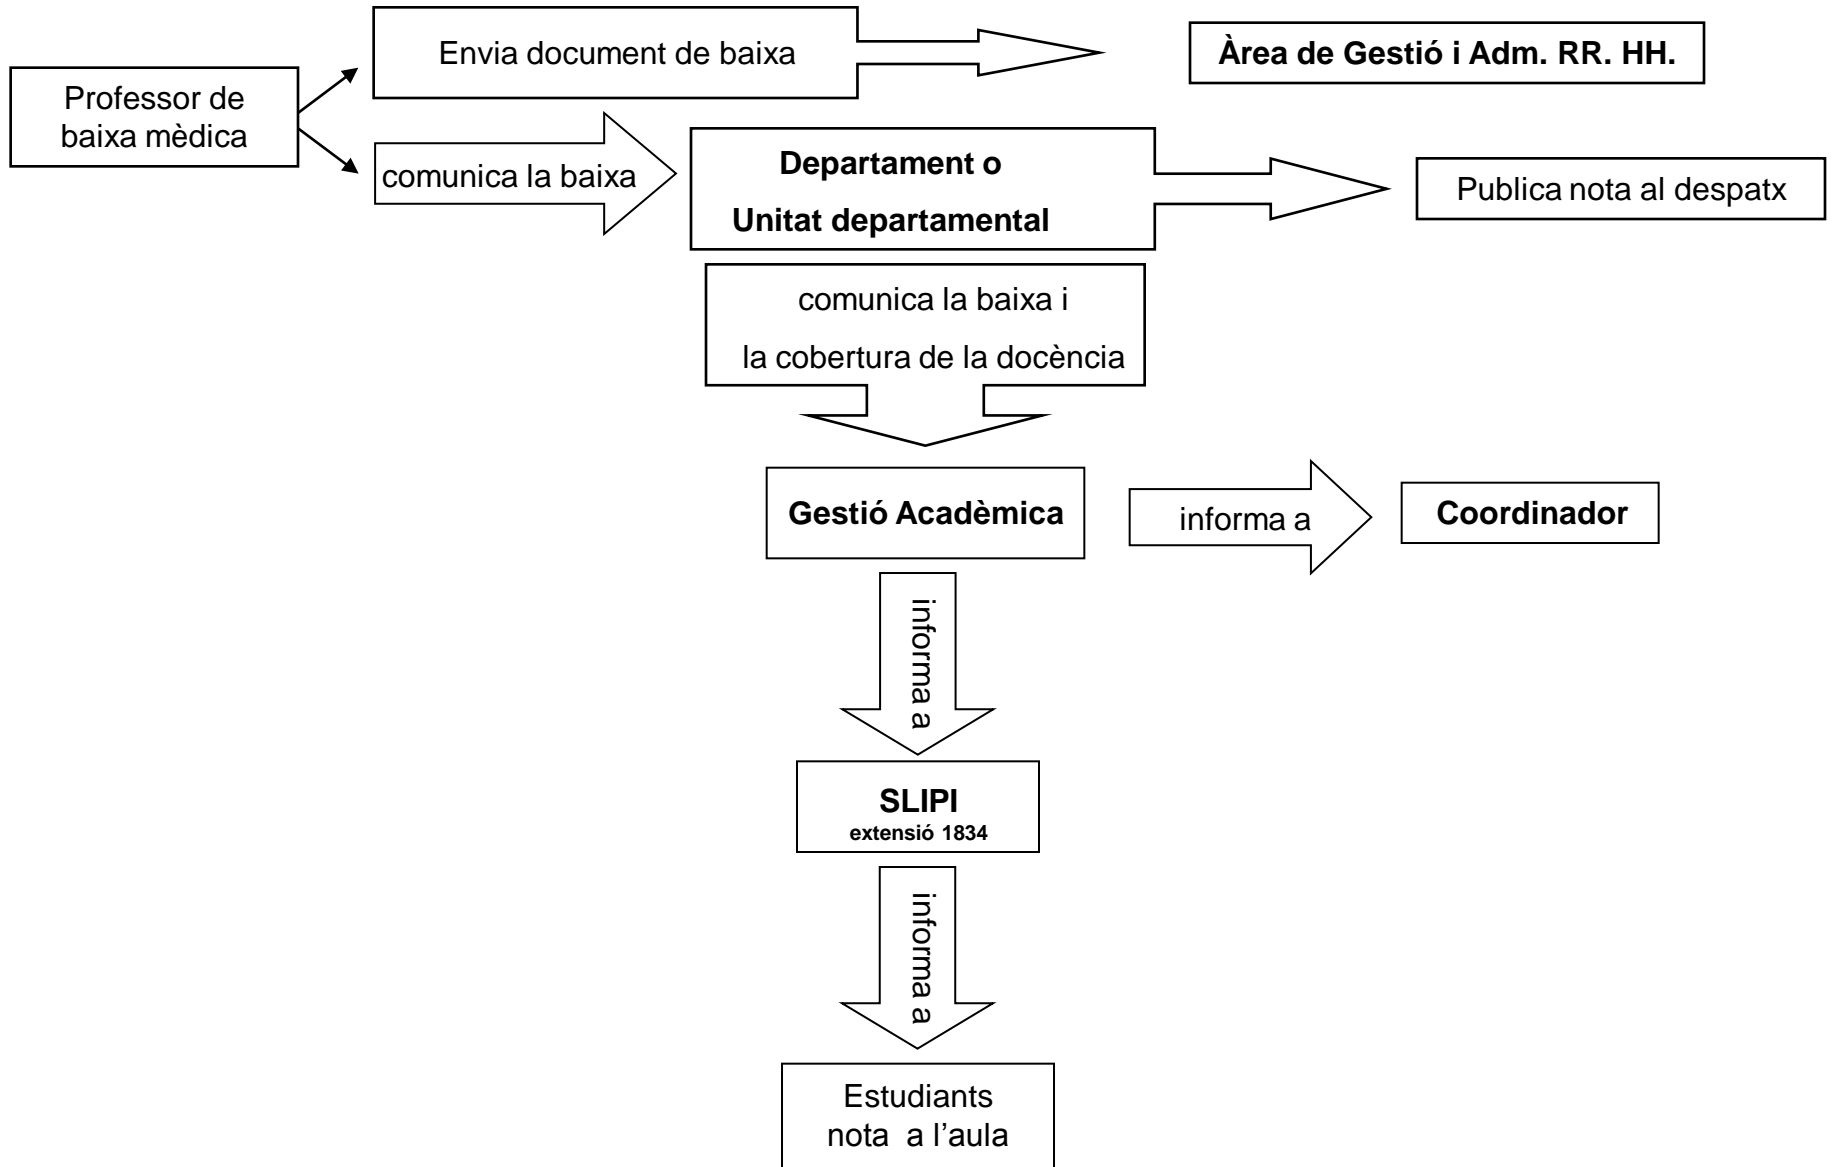 Envia document de baixa
Àrea de Gestió i Adm. RR. HH.
Professor de
baixa mèdica
comunica la baixa
Departament o
Unitat departamental
Publica nota al despatx
comunica la baixa i
la cobertura de la docència
Gestió Acadèmica
informa a
Coordinador
informa a
SLIPI
extensió 1834
informa a
Estudiants
nota a l'aula